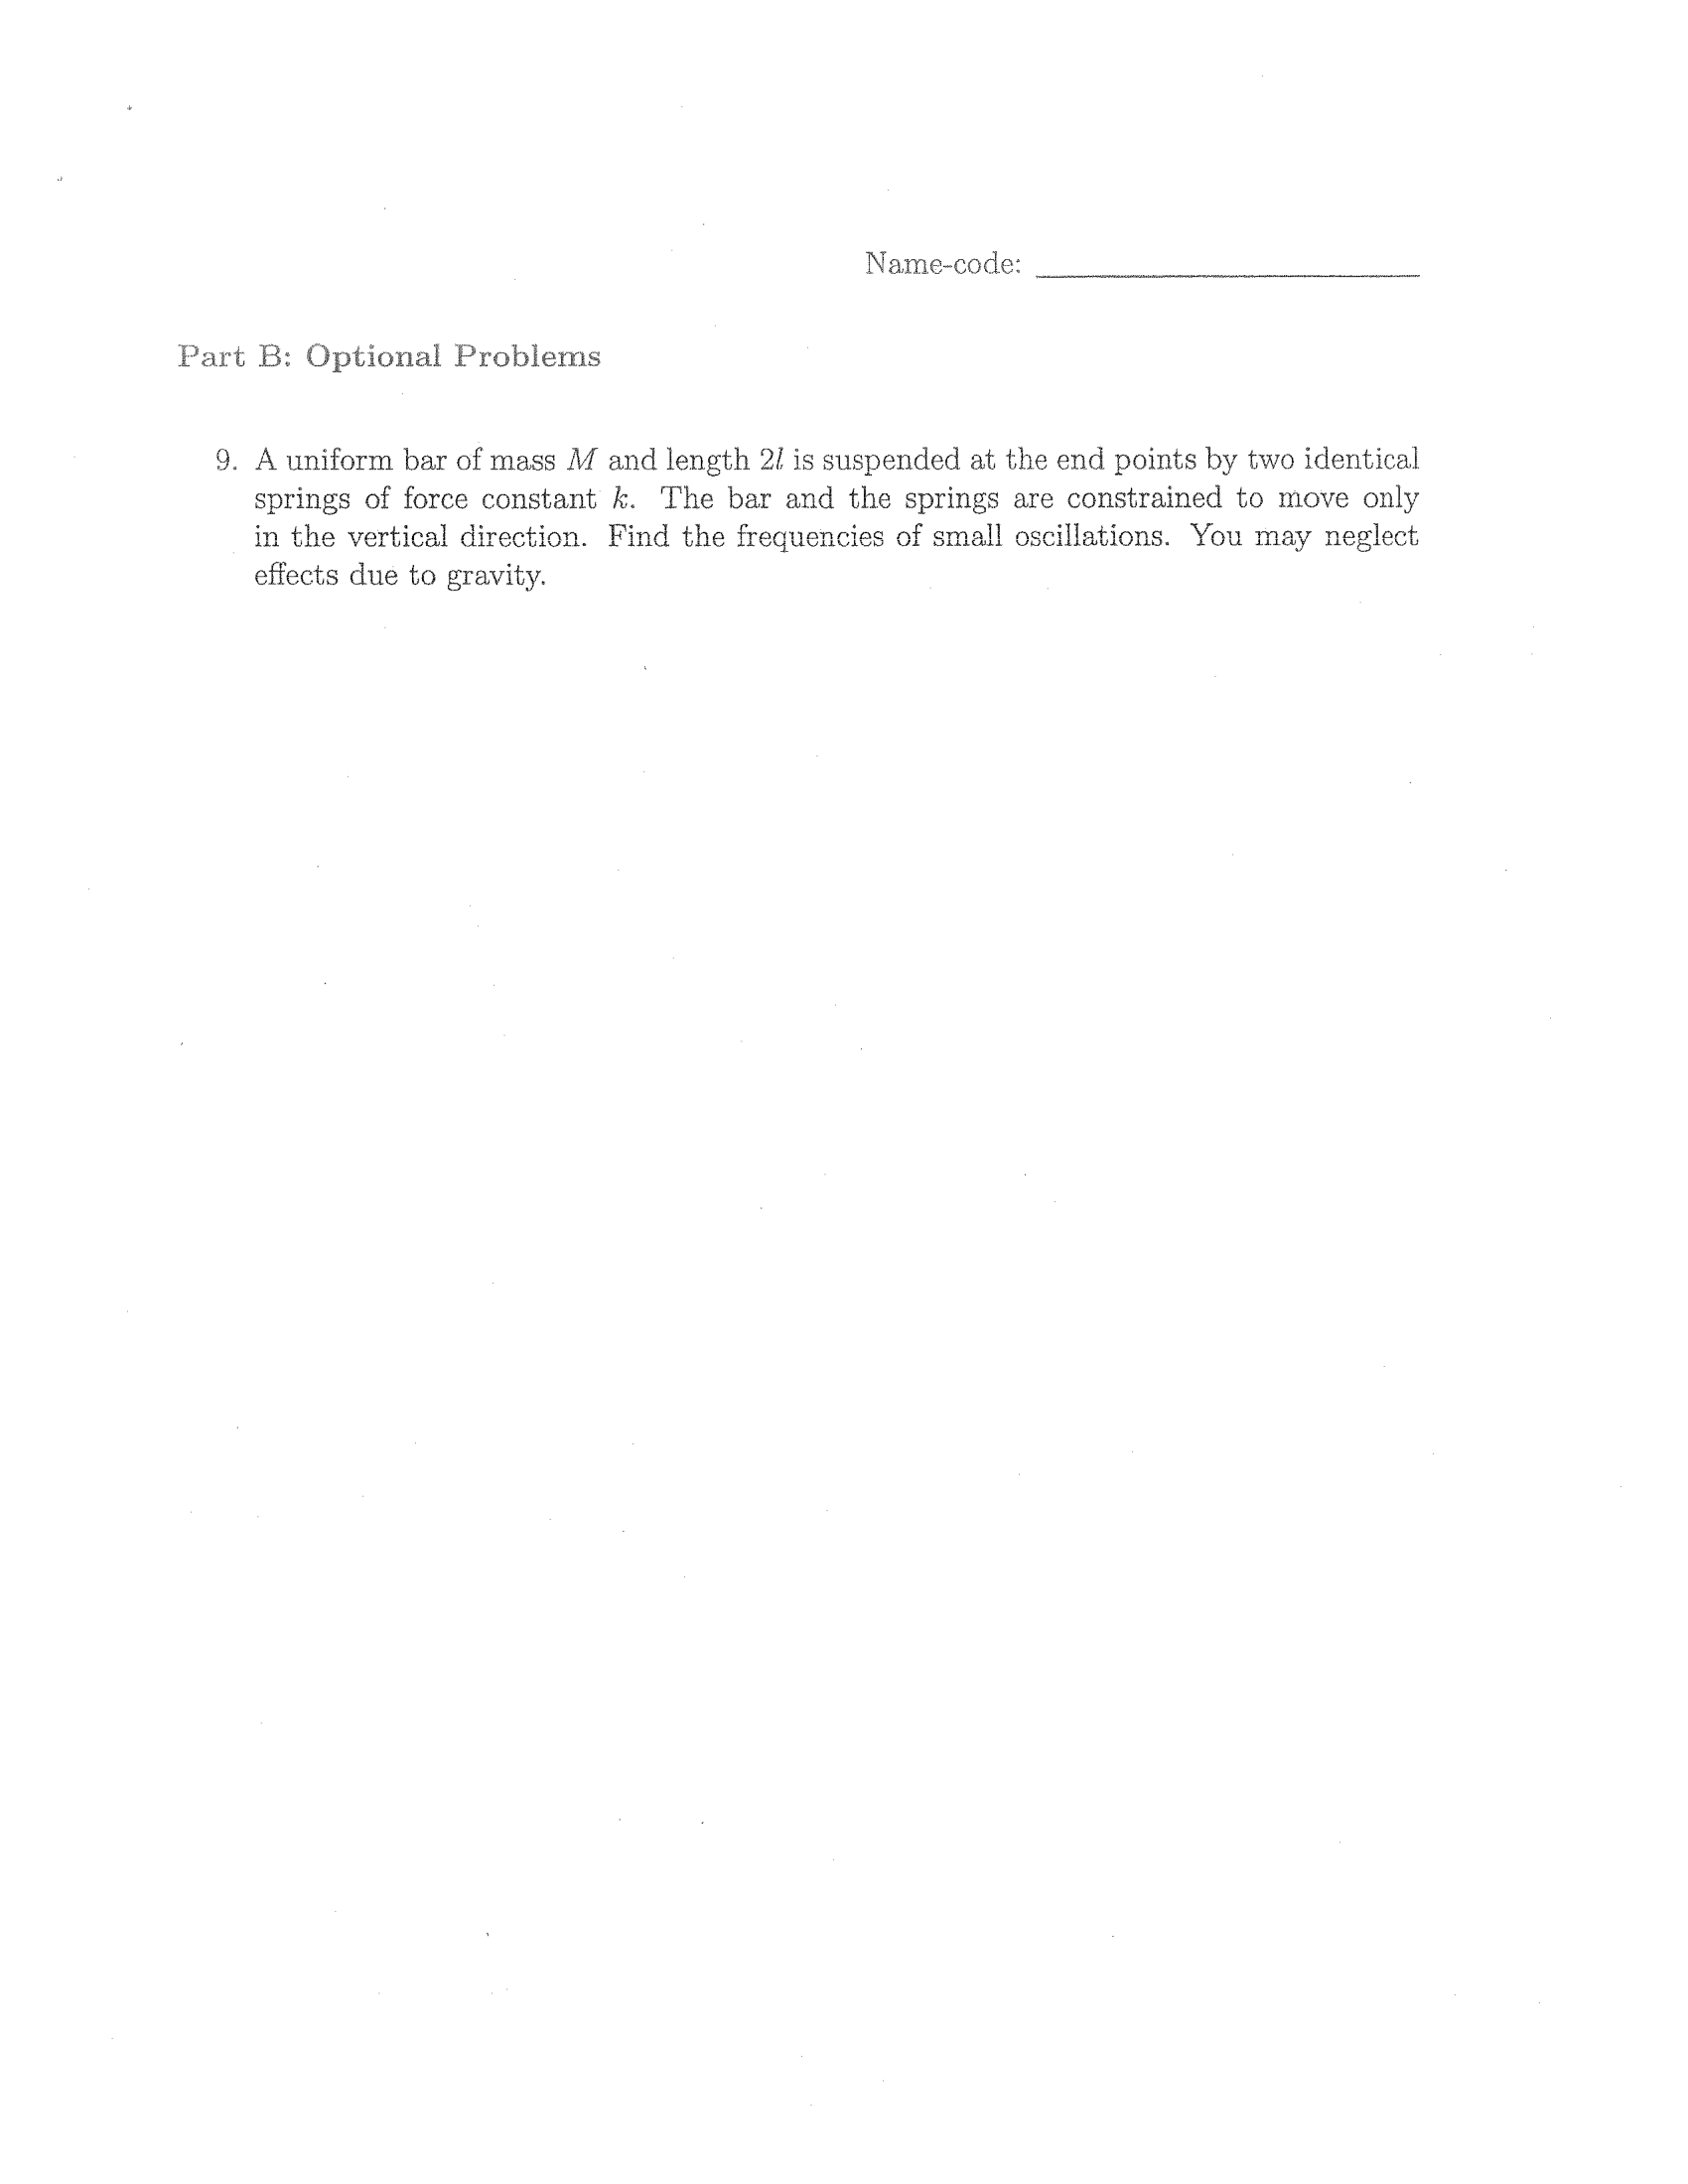 Name-code:
Part B: Optional Problems
9. A uniform bar of mass M and length 2l is suspended at the end points by two identical
springs of force constant k. The bar and the springs are constrained to move only
in the vertical direction. Find the frequencies of small oscillations. You may neglect
effects due to gravity.